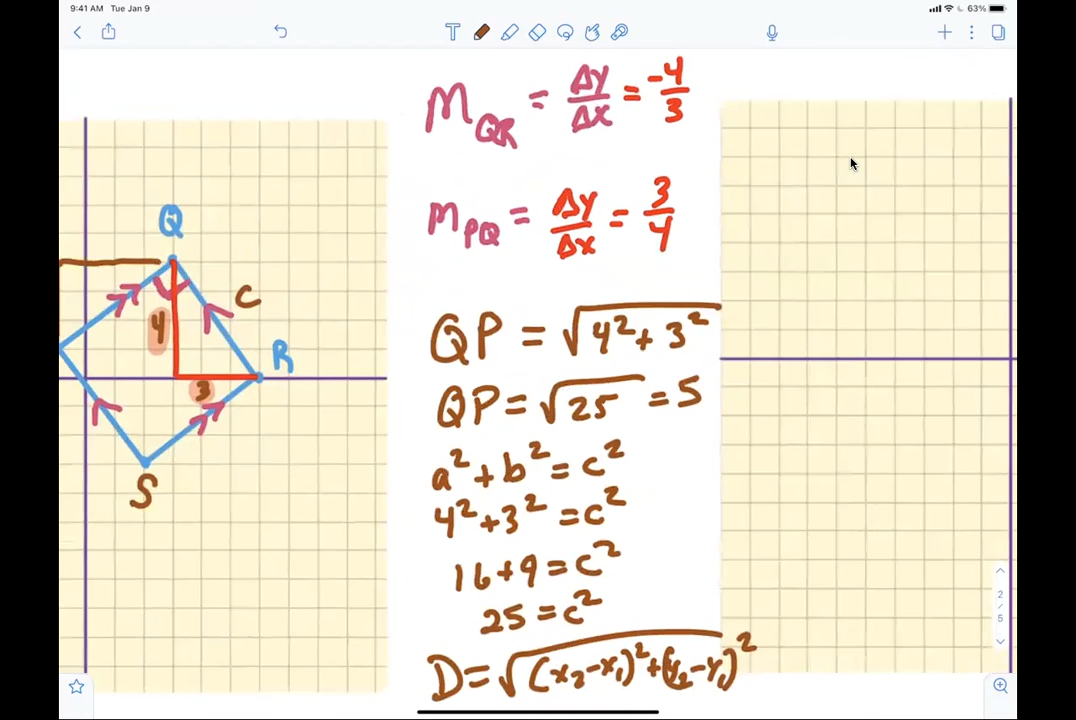 9:41 AM Tue Jan 9
63%
T
M_QR = Δy/Δx = -4/3
M_PQ = Δy/Δx = 3/4
Q
C
4
R
3
S
QP = √(4² + 3²)
QP = √25 = 5
a² + b² = c²
4² + 3² = c²
16 + 9 = c²
25 = c²
D = √((x₂ - x₁)² + (y₂ - y₁)²)
2 / 5